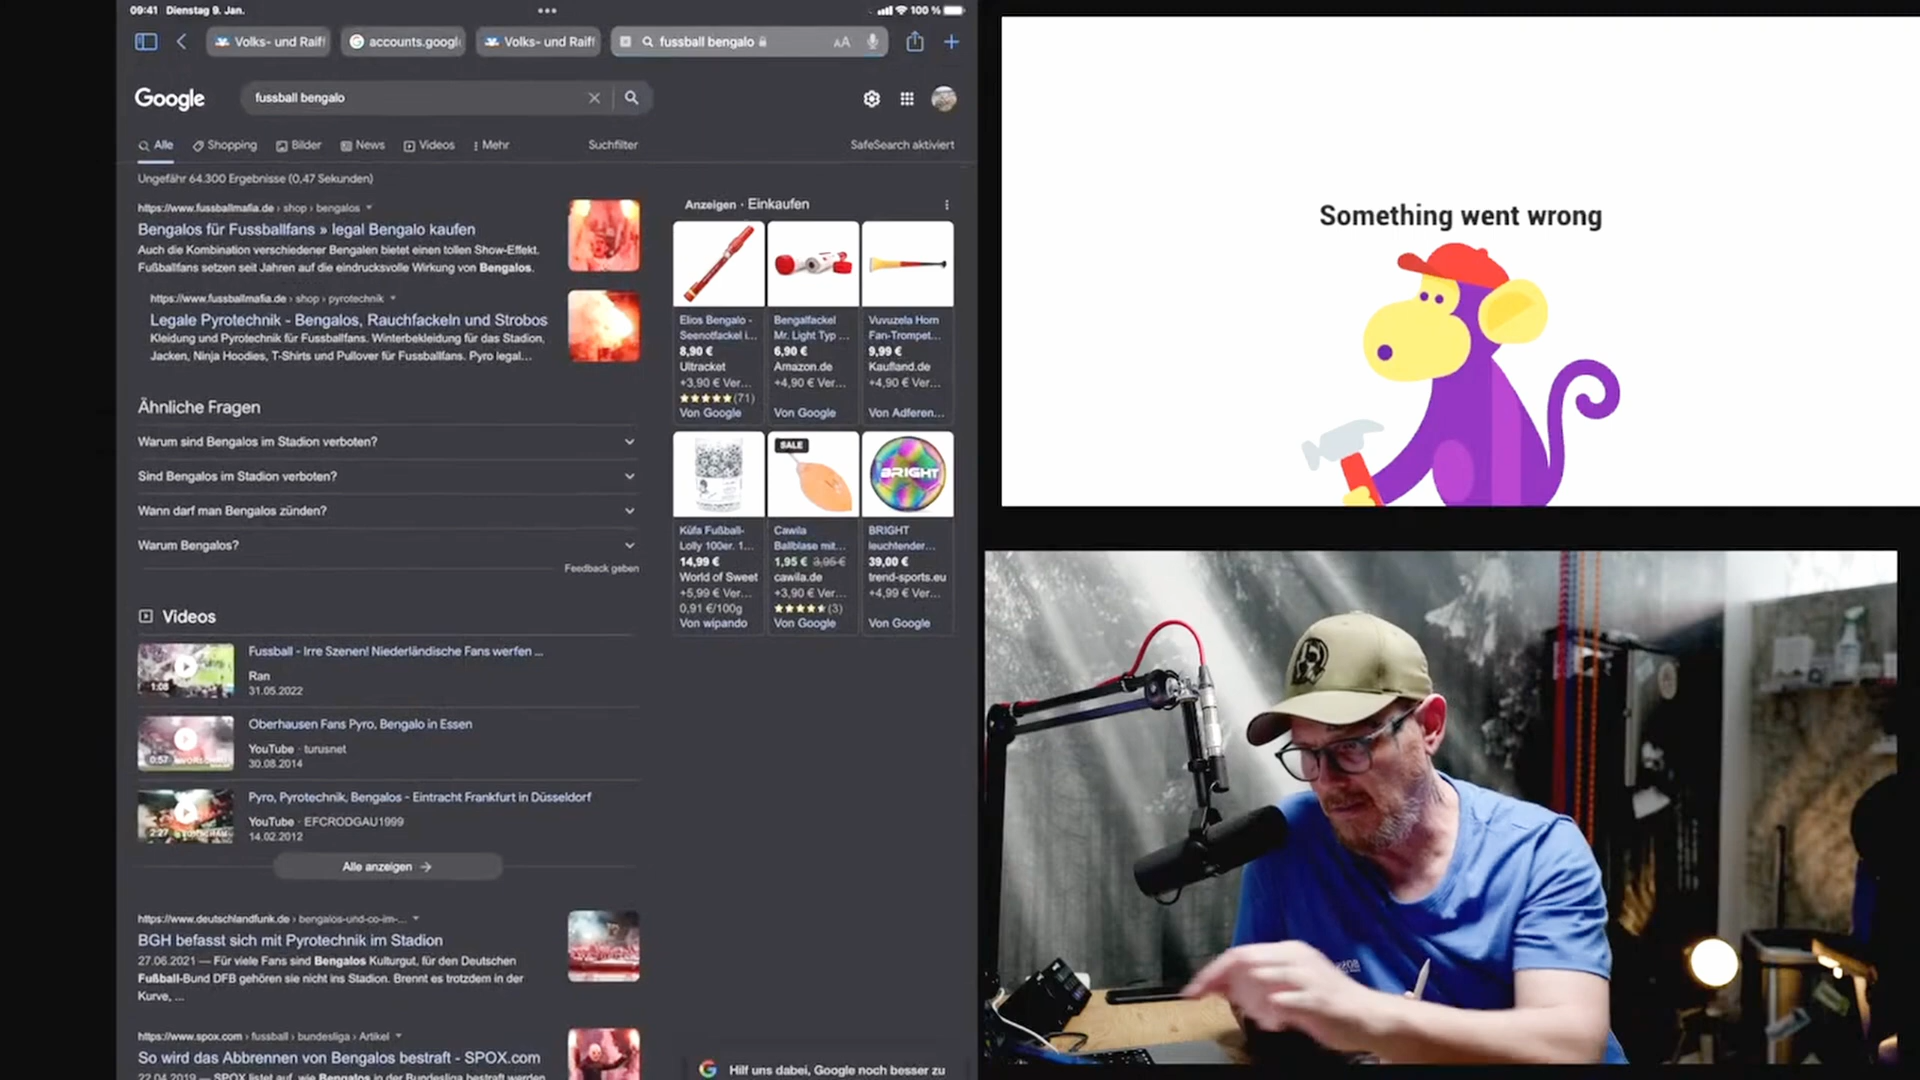 09:41 Dienstag 9. Jan.
100 %
Volks- und Raiff
accounts.googl
Volks- und Raiff
fussball bengalo
AA
Google
fussball bengalo
Alle
Shopping
Bilder
News
Videos
Mehr
Suchfilter
SafeSearch aktiviert
Ungefähr 64.300 Ergebnisse (0,47 Sekunden)
https://www.fussballmafia.de › shop › bengalos
Bengalos für Fussballfans » legal Bengalo kaufen
Auch die Kombination verschiedener Bengalen bietet einen tollen Show-Effekt.
Fußballfans setzen seit Jahren auf die eindrucksvolle Wirkung von Bengalos.
https://www.fussballmafia.de › shop › pyrotechnik
Legale Pyrotechnik - Bengalos, Rauchfackeln und Strobos
Kleidung und Pyrotechnik für Fussballfans. Winterbekleidung für das Stadion,
Jacken, Ninja Hoodies, T-Shirts und Pullover für Fussballfans. Pyro legal...
Ähnliche Fragen
Warum sind Bengalos im Stadion verboten?
Sind Bengalos im Stadion verboten?
Wann darf man Bengalos zünden?
Warum Bengalos?
Feedback geben
Videos
1:08
Fussball - Irre Szenen! Niederländische Fans werfen ...
Ran
31.05.2022
0:57
Oberhausen Fans Pyro, Bengalo in Essen
YouTube · turusnet
30.08.2014
2:27
Pyro, Pyrotechnik, Bengalos - Eintracht Frankfurt in Düsseldorf
YouTube · EFCRODGAU1999
14.02.2012
Alle anzeigen
https://www.deutschlandfunk.de › bengalos-und-co-im-...
BGH befasst sich mit Pyrotechnik im Stadion
27.06.2021 — Für viele Fans sind Bengalos Kulturgut, für den Deutschen
Fußball-Bund DFB gehören sie nicht ins Stadion. Brennt es trotzdem in der
Kurve, ...
https://www.spox.com › fussball › bundesliga › Artikel
So wird das Abbrennen von Bengalos bestraft - SPOX.com
22.04.2019 — SPOX listet auf, wie Bengalos in der Bundesliga bestraft werden
Anzeigen · Einkaufen
Elios Bengalo -
Seenotfackel i...
8,90 €
Ultracket
+3,90 € Ver...
(71)
Von Google
Bengalfackel
Mr. Light Typ ...
6,90 €
Amazon.de
+4,90 € Ver...
Von Google
Vuvuzela Horn
Fan-Trompet...
9,99 €
Kaufland.de
+4,90 € Ver...
Von Adferen...
Küfa Fußball-
Lolly 100er. 1...
14,99 €
World of Sweet
+5,99 € Ver...
0,91 €/100g
Von wipando
SALE
Cawila
Ballblase mit...
1,95 € 3,95 €
cawila.de
+3,90 € Ver...
(3)
Von Google
BRIGHT
BRIGHT
leuchtender...
39,00 €
trend-sports.eu
+4,99 € Ver...
Von Google
Hilf uns dabei, Google noch besser zu
Something went wrong